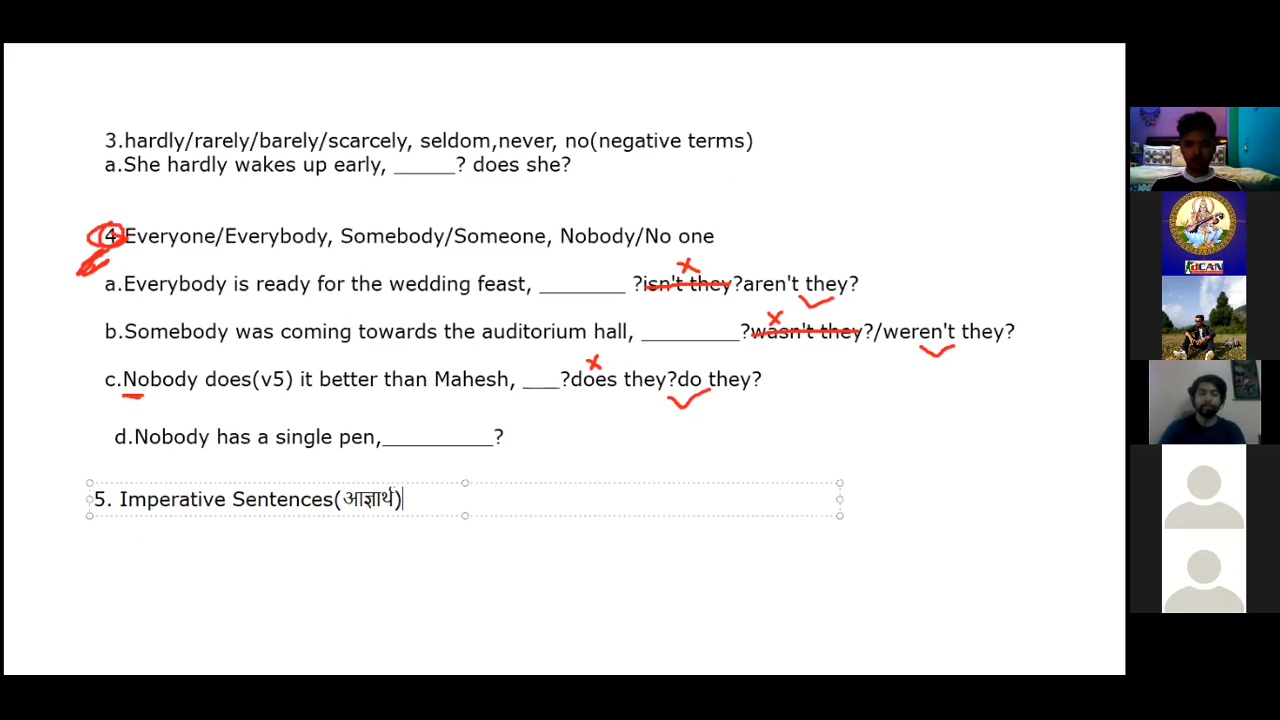 3.hardly/rarely/barely/scarcely, seldom,never, no(negative terms)
a.She hardly wakes up early, ______? does she?
4.Everyone/Everybody, Somebody/Someone, Nobody/No one
a.Everybody is ready for the wedding feast, ________ ?isn't they?aren't they?
b.Somebody was coming towards the auditorium hall, _________?wasn't they?/weren't they?
c.Nobody does(v5) it better than Mahesh, ___?does they?do they?
d.Nobody has a single pen,__________?
5. Imperative Sentences(आज्ञार्थ)